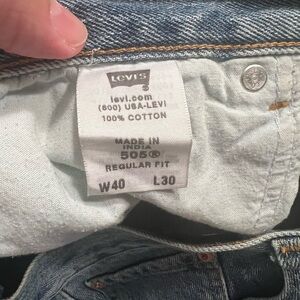 LEVI'S
levi.com
(800) USA-LEVI
100% COTTON
MADE IN
INDIA
505®
REGULAR FIT
W40 L30